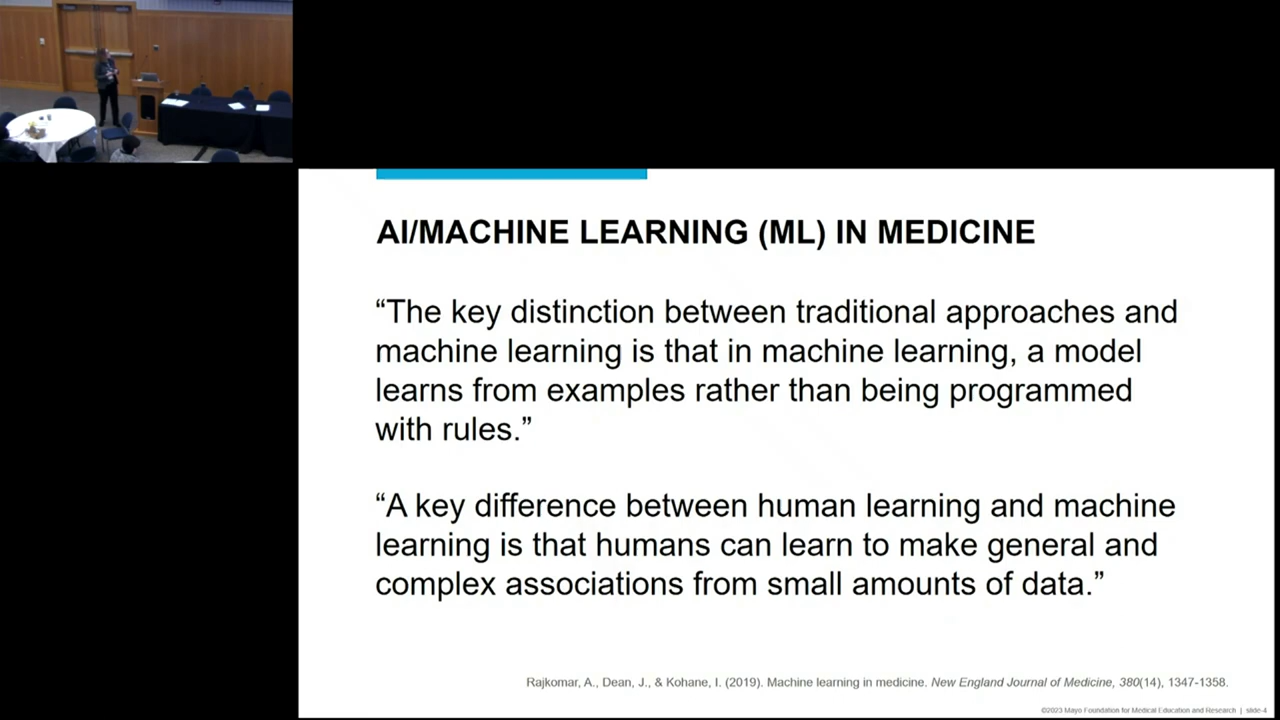 AI/MACHINE LEARNING (ML) IN MEDICINE
“The key distinction between traditional approaches and
machine learning is that in machine learning, a model
learns from examples rather than being programmed
with rules.”
“A key difference between human learning and machine
learning is that humans can learn to make general and
complex associations from small amounts of data.”
Rajkomar, A., Dean, J., & Kohane, I. (2019). Machine learning in medicine. New England Journal of Medicine, 380(14), 1347-1358.
©2023 Mayo Foundation for Medical Education and Research | slide-4